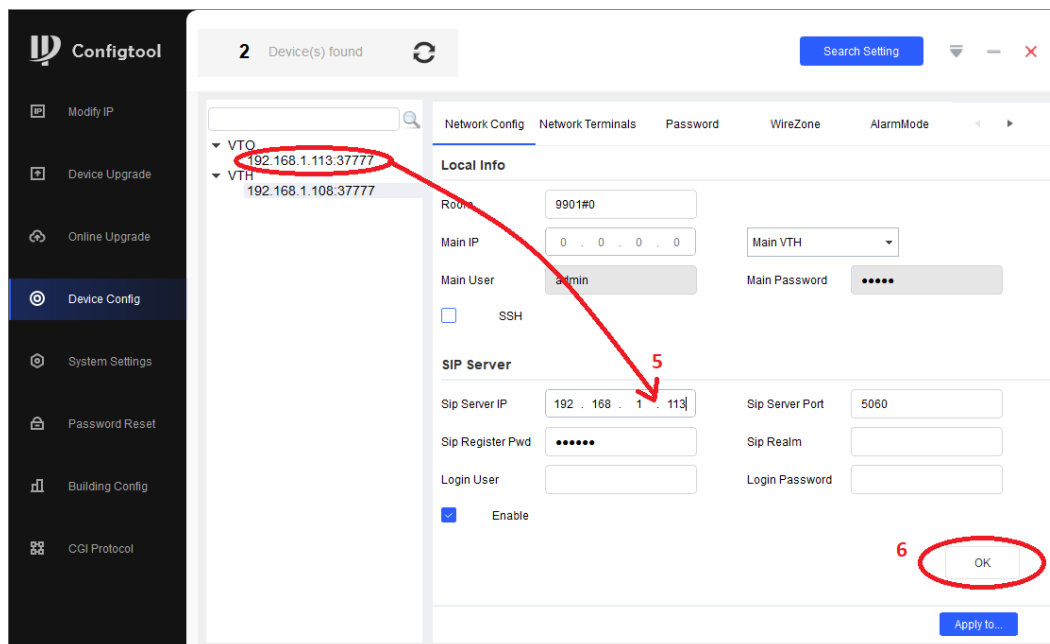 Configtool
2 Device(s) found
Search Setting
Modify IP
Device Upgrade
Online Upgrade
Device Config
System Settings
Password Reset
Building Config
CGI Protocol
VTO
192.168.1.113:37777
VTH
192.168.1.108:37777
Network Config Network Terminals Password WireZone AlarmMode
Local Info
Room 9901#0
Main IP 0 . 0 . 0 . 0 Main VTH
Main User admin Main Password •••••
SSH
SIP Server
5
Sip Server IP 192 . 168 . 1 . 113 Sip Server Port 5060
Sip Register Pwd •••••• Sip Realm
Login User Login Password
Enable
6
OK
Apply to...